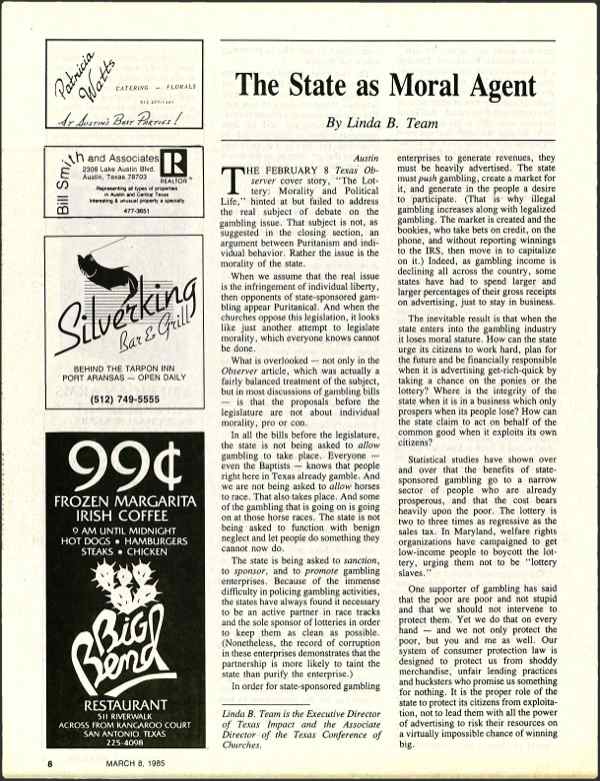 Patricia
Watts
CATERING — FLORALS
AT AUSTIN'S BEST PARTIES!
Bill Smith and Associates
2308 Lake Austin Blvd.
Austin, Texas 78703
R
REALTOR™
Representing all types of properties
in Austin and Central Texas
Interesting & unusual property a specialty
477-3651
Silverking
Bar & Grill
BEHIND THE TARPON INN
PORT ARANSAS — OPEN DAILY
(512) 749-5555
99¢
FROZEN MARGARITA
IRISH COFFEE
9 AM UNTIL MIDNIGHT
HOT DOGS • HAMBURGERS
STEAKS • CHICKEN
Big
Bend
RESTAURANT
511 RIVERWALK
ACROSS FROM KANGAROO COURT
SAN ANTONIO, TEXAS
225-4098
The State as Moral Agent
By Linda B. Team
Austin
THE FEBRUARY 8 Texas Ob-
server cover story, "The Lot-
tery: Morality and Political
Life," hinted at but failed to address
the real subject of debate on the
gambling issue. That subject is not, as
suggested in the closing section, an
argument between Puritanism and indi-
vidual behavior. Rather the issue is the
morality of the state.
When we assume that the real issue
is the infringement of individual liberty,
then opponents of state-sponsored gam-
bling appear Puritanical. And when the
churches oppose this legislation, it looks
like just another attempt to legislate
morality, which everyone knows cannot
be done.
What is overlooked — not only in the
Observer article, which was actually a
fairly balanced treatment of the subject,
but in most discussions of gambling bills
— is that the proposals before the
legislature are not about individual
morality, pro or con.
In all the bills before the legislature,
the state is not being asked to allow
gambling to take place. Everyone —
even the Baptists — knows that people
right here in Texas already gamble. And
we are not being asked to allow horses
to race. That also takes place. And some
of the gambling that is going on is going
on at those horse races. The state is not
being asked to function with benign
neglect and let people do something they
cannot now do.
The state is being asked to sanction,
to sponsor, and to promote gambling
enterprises. Because of the immense
difficulty in policing gambling activities,
the states have always found it necessary
to be an active partner in race tracks
and the sole sponsor of lotteries in order
to keep them as clean as possible.
(Nonetheless, the record of corruption
in these enterprises demonstrates that the
partnership is more likely to taint the
state than purify the enterprise.)
In order for state-sponsored gambling
Linda B. Team is the Executive Director
of Texas Impact and the Associate
Director of the Texas Conference of
Churches.
enterprises to generate revenues, they
must be heavily advertised. The state
must push gambling, create a market for
it, and generate in the people a desire
to participate. (That is why illegal
gambling increases along with legalized
gambling. The market is created and the
bookies, who take bets on credit, on the
phone, and without reporting winnings
to the IRS, then move in to capitalize
on it.) Indeed, as gambling income is
declining all across the country, some
states have had to spend larger and
larger percentages of their gross receipts
on advertising, just to stay in business.
The inevitable result is that when the
state enters into the gambling industry
it loses moral stature. How can the state
urge its citizens to work hard, plan for
the future and be financially responsible
when it is advertising get-rich-quick by
taking a chance on the ponies or the
lottery? Where is the integrity of the
state when it is in a business which only
prospers when its people lose? How can
the state claim to act on behalf of the
common good when it exploits its own
citizens?
Statistical studies have shown over
and over that the benefits of state-
sponsored gambling go to a narrow
sector of people who are already
prosperous, and that the cost bears
heavily upon the poor. The lottery is
two to three times as regressive as the
sales tax. In Maryland, welfare rights
organizations have campaigned to get
low-income people to boycott the lot-
tery, urging them not to be "lottery
slaves."
One supporter of gambling has said
that the poor are poor and not stupid
and that we should not intervene to
protect them. Yet we do that on every
hand — and we not only protect the
poor, but you and me as well. Our
system of consumer protection law is
designed to protect us from shoddy
merchandise, unfair lending practices
and hucksters who promise us something
for nothing. It is the proper role of the
state to protect its citizens from exploita-
tion, not to lead them with all the power
of advertising to risk their resources on
a virtually impossible chance of winning
big.
8
MARCH 8, 1985